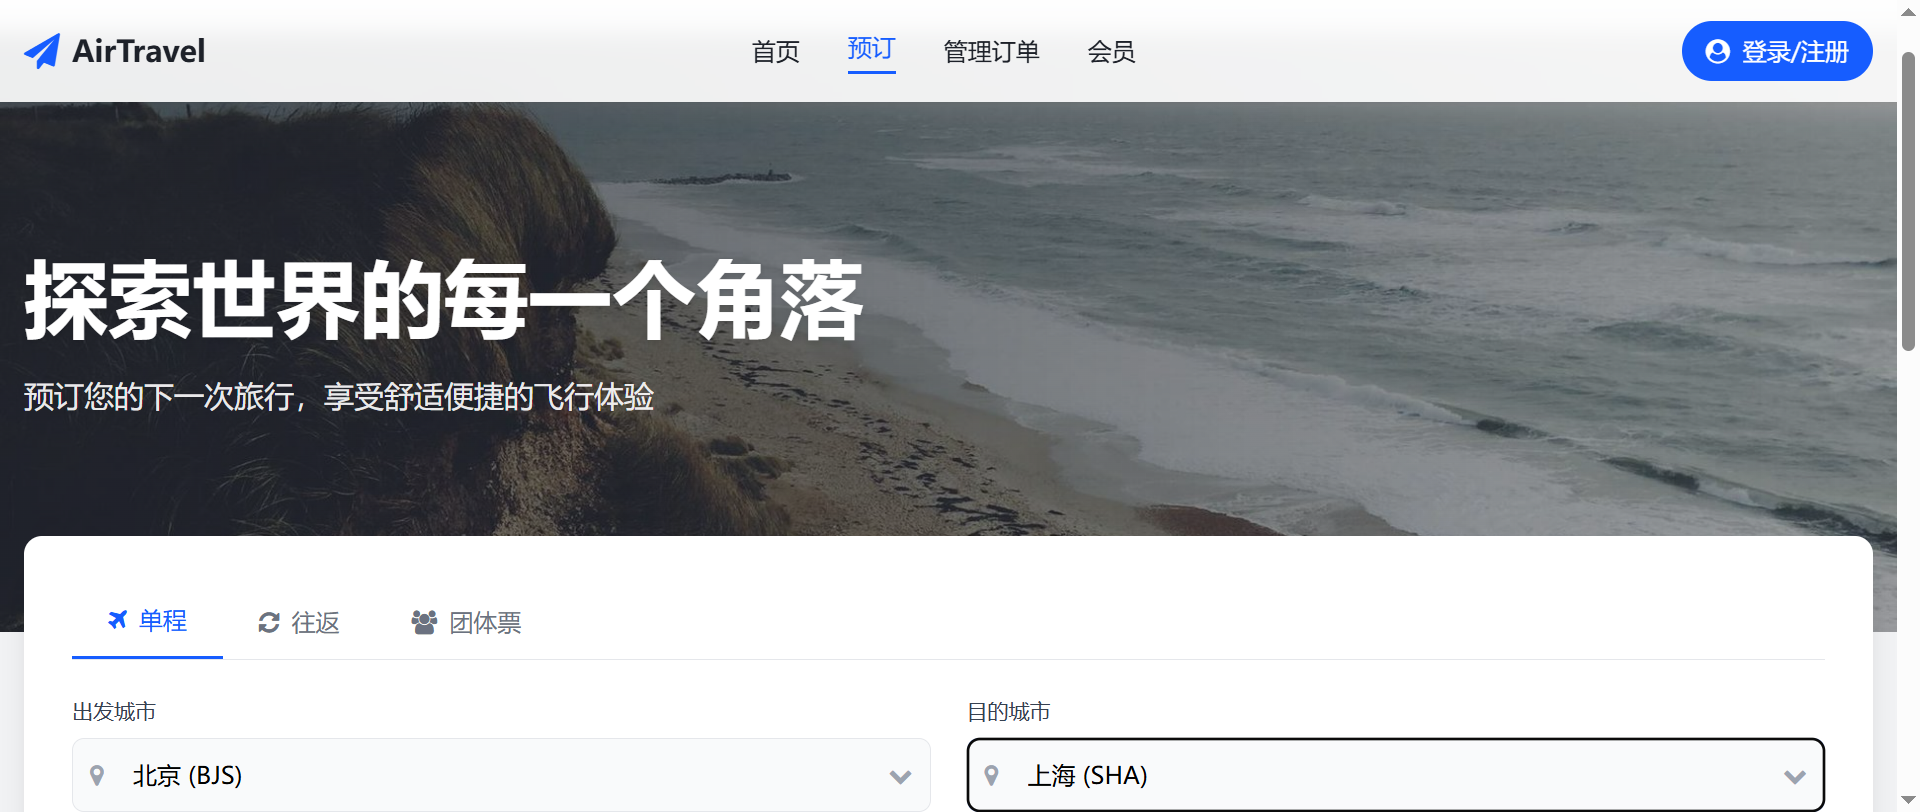 AirTravel
首页
预订
管理订单
会员
登录/注册
探索世界的每一个角落
预订您的下一次旅行，享受舒适便捷的飞行体验
单程
往返
团体票
出发城市
目的城市
北京 (BJS)
上海 (SHA)